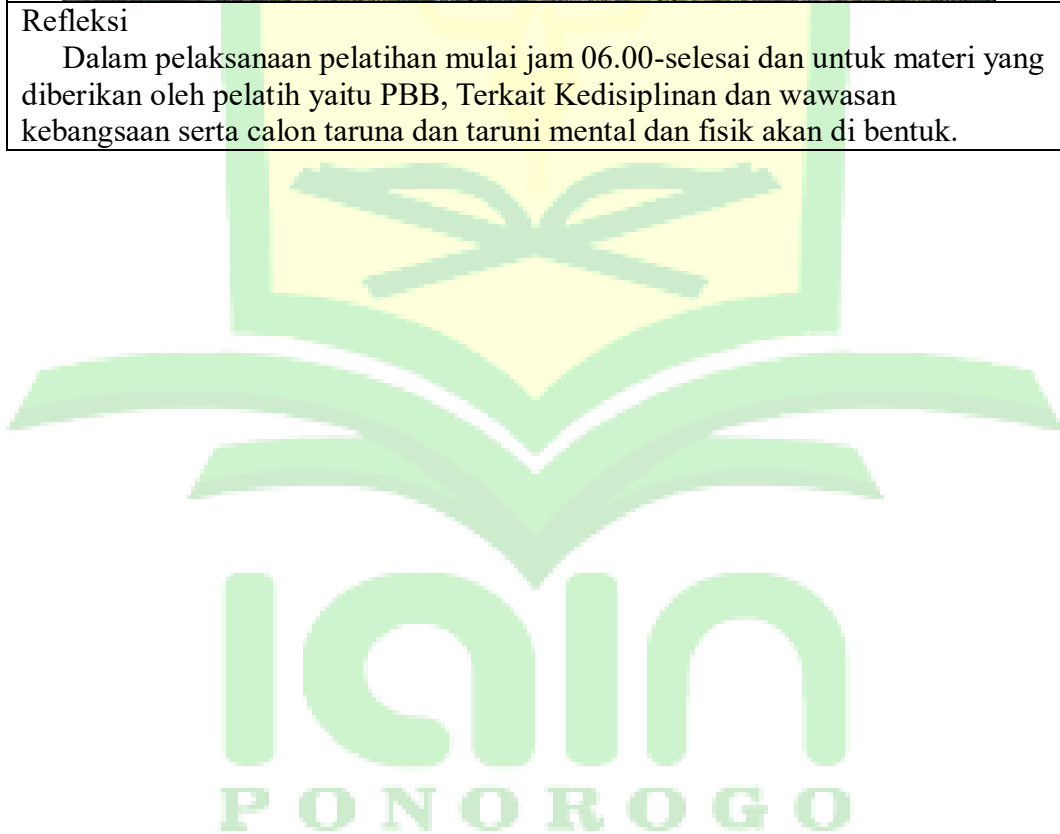 Refleksi
Dalam pelaksanaan pelatihan mulai jam 06.00-selesai dan untuk materi yang
diberikan oleh pelatih yaitu PBB, Terkait Kedisiplinan dan wawasan
kebangsaan serta calon taruna dan taruni mental dan fisik akan di bentuk.
iain
PONOROGO